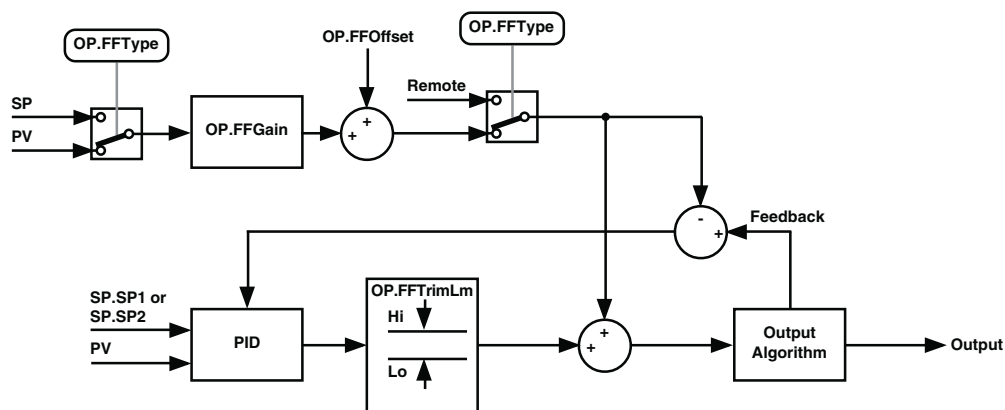 OP.FFType
OP.FFOffset
OP.FFType
Remote
SP
PV
OP.FFGain
+
+
-
+
Feedback
SP.SP1 or
SP.SP2
PV
PID
OP.FFTrimLm
Hi
Lo
+
+
Output
Algorithm
Output